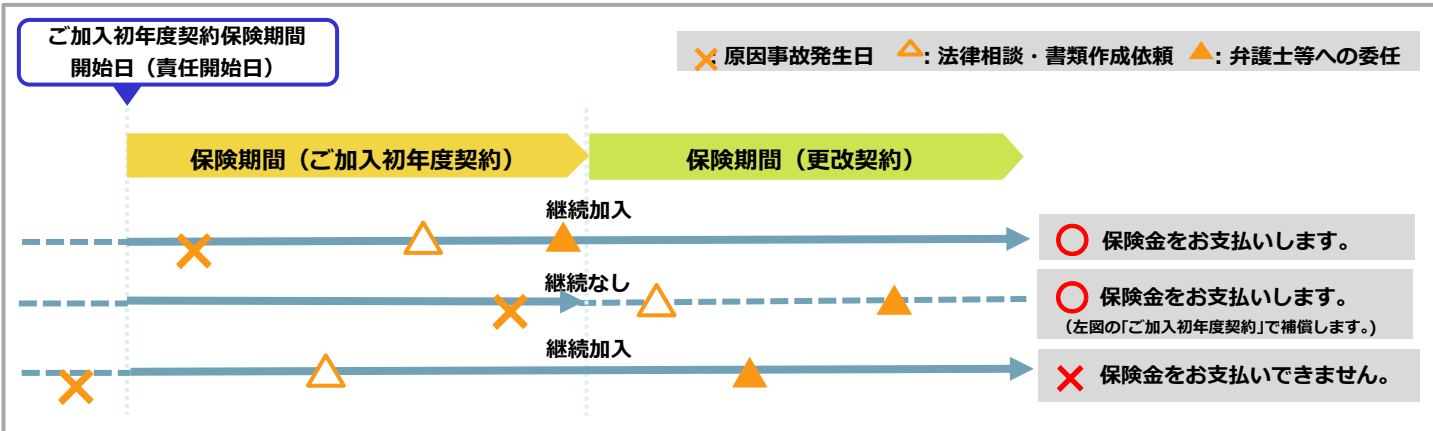 ご加入初年度契約保険期間
開始日（責任開始日）
: 原因事故発生日 : 法律相談・書類作成依頼 : 弁護士等への委任
保険期間（ご加入初年度契約） 保険期間（更改契約）
継続加入
保険金をお支払いします。
継続なし
保険金をお支払いします。
（左図の｢ご加入初年度契約｣で補償します。）
継続加入
保険金をお支払いできません。